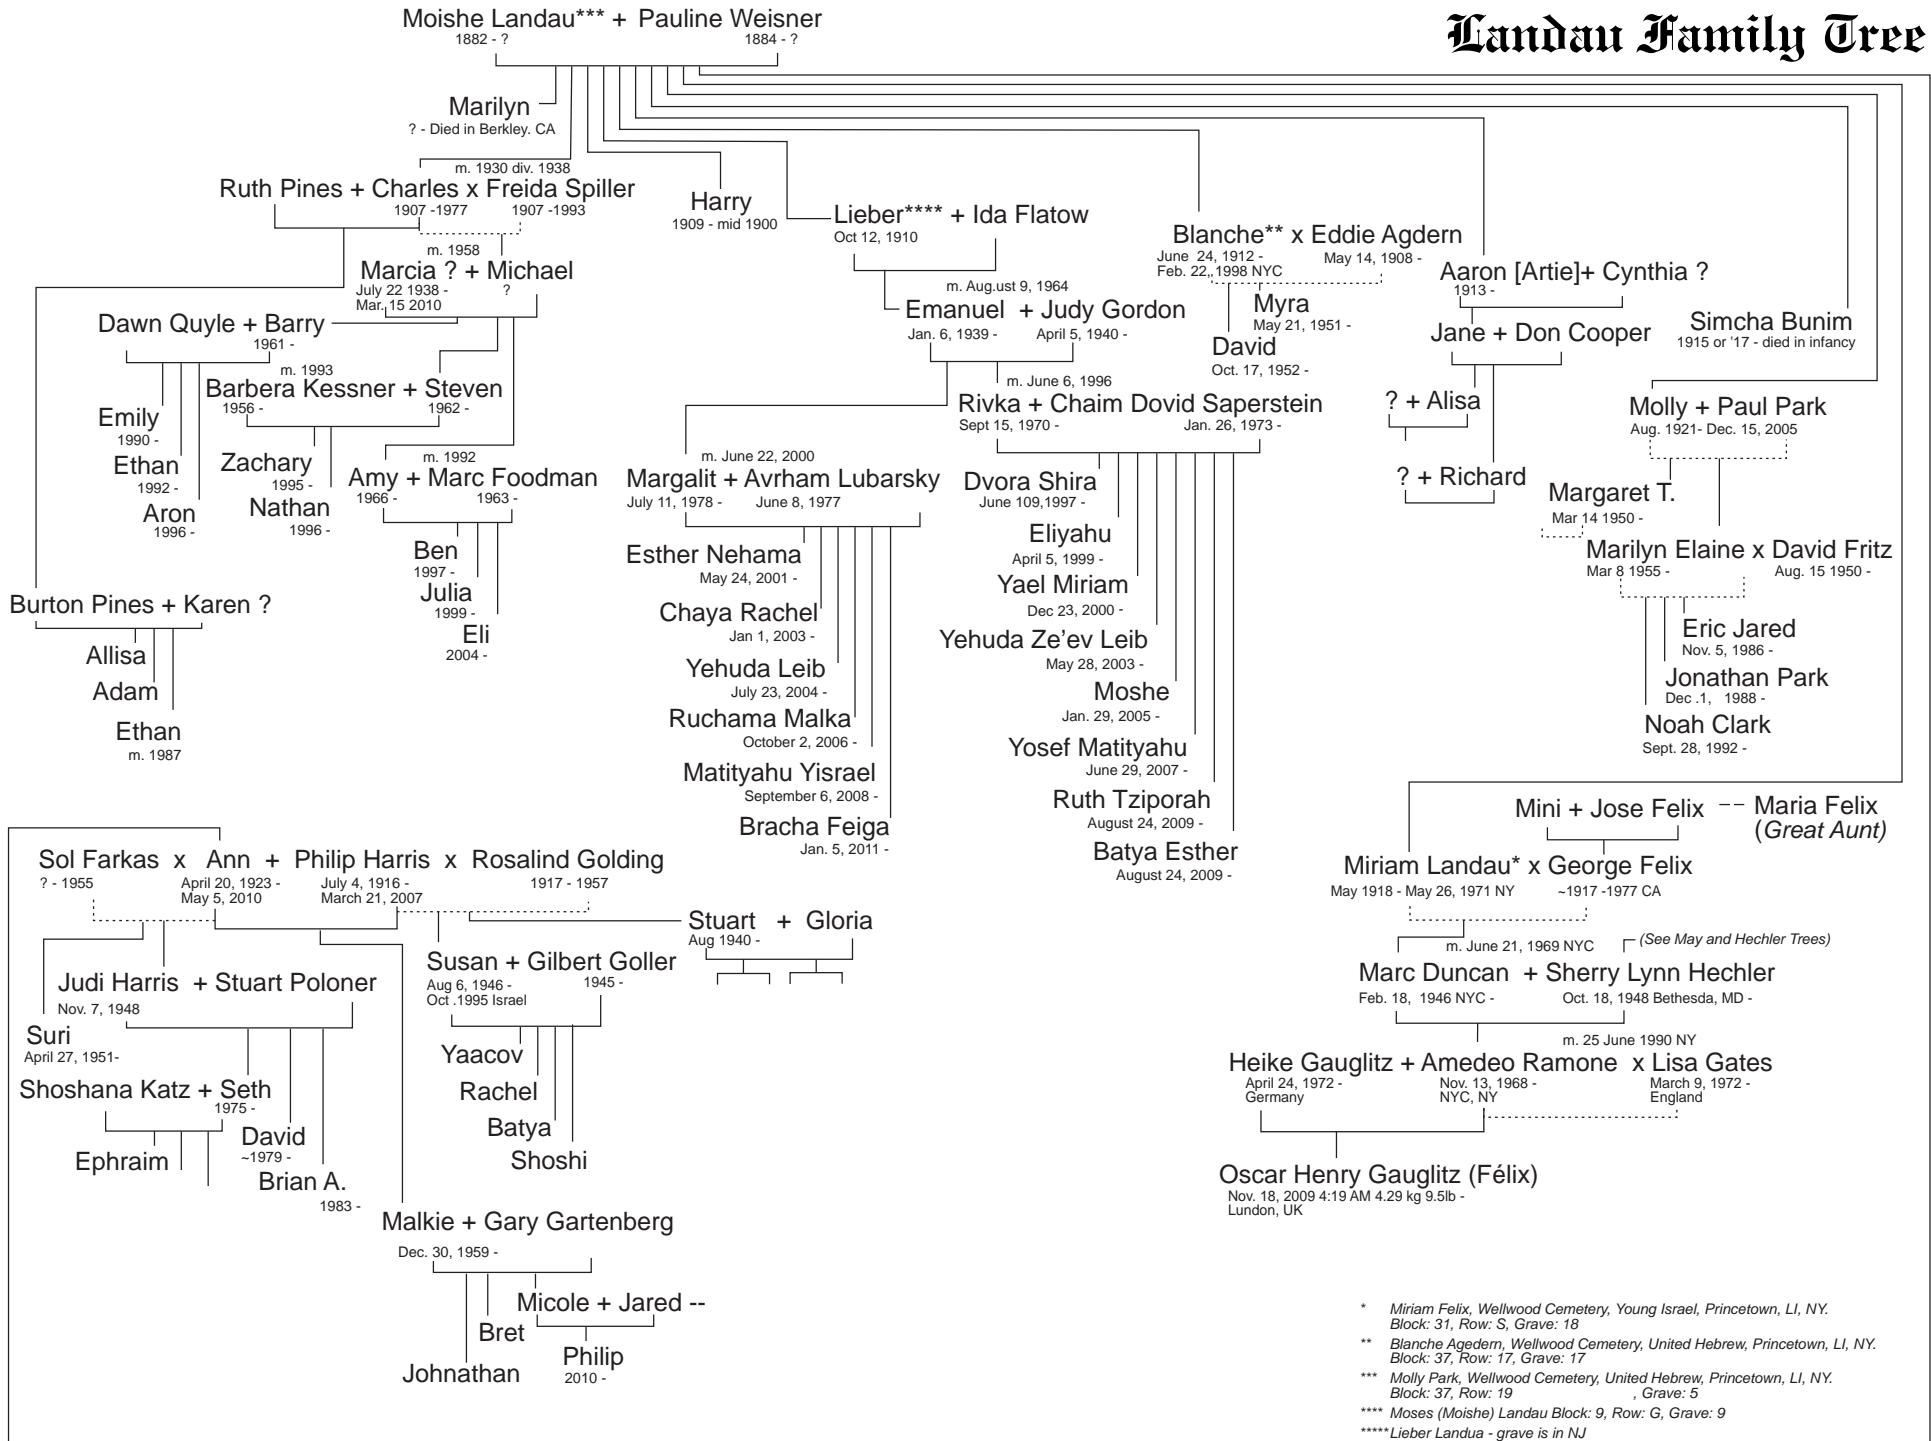 Landau Family Tree
Moishe Landau*** + Pauline Weisner
1882 - ?
1884 - ?
Marilyn
? - Died in Berkley. CA
m. 1930 div. 1938
Ruth Pines + Charles x Freida Spiller
1907 -1977
1907 -1993
Harry
1909 - mid 1900
Lieber**** + Ida Flatow
Oct 12, 1910
Blanche** x Eddie Agdern
June 24, 1912 -
Feb. 22,, 1998 NYC
May 14, 1908 -
Myra
May 21, 1951 -
David
Oct. 17, 1952 -
Aaron [Artie]+ Cynthia ?
1913 -
Jane + Don Cooper
? + Alisa
? + Richard
Simcha Bunim
1915 or '17 - died in infancy
m. 1958
Marcia ? + Michael
July 22 1938 -
Mar. 15 2010
?
Dawn Quyle + Barry
1961 -
Emily
1990 -
Ethan
1992 -
Aron
1996 -
m. 1993
Barbera Kessner + Steven
1956 -
1962 -
Zachary
1995 -
Nathan
1996 -
m. 1992
Amy + Marc Foodman
1966 -
1963 -
Ben
1997 -
Julia
1999 -
Eli
2004 -
Burton Pines + Karen ?
Allisa
Adam
Ethan
m. 1987
m. Aug.ust 9, 1964
Emanuel + Judy Gordon
Jan. 6, 1939 -
April 5, 1940 -
m. June 6, 1996
Rivka + Chaim Dovid Saperstein
Sept 15, 1970 -
Jan. 26, 1973 -
m. June 22, 2000
Margalit + Avrham Lubarsky
July 11, 1978 -
June 8, 1977
Esther Nehama
May 24, 2001 -
Chaya Rachel
Jan 1, 2003 -
Yehuda Leib
July 23, 2004 -
Ruchama Malka
October 2, 2006 -
Matityahu Yisrael
September 6, 2008 -
Bracha Feiga
Jan. 5, 2011 -
Dvora Shira
June 109,1997 -
Eliyahu
April 5, 1999 -
Yael Miriam
Dec 23, 2000 -
Yehuda Ze'ev Leib
May 28, 2003 -
Moshe
Jan. 29, 2005 -
Yosef Matityahu
June 29, 2007 -
Ruth Tziporah
August 24, 2009 -
Batya Esther
August 24, 2009 -
Molly + Paul Park
Aug. 1921- Dec. 15, 2005
Margaret T.
Mar 14 1950 -
Marilyn Elaine x David Fritz
Mar 8 1955 -
Aug. 15 1950 -
Eric Jared
Nov. 5, 1986 -
Jonathan Park
Dec .1, 1988 -
Noah Clark
Sept. 28, 1992 -
Mini + Jose Felix -- Maria Felix
(Great Aunt)
Miriam Landau* x George Felix
May 1918 - May 26, 1971 NY
~1917 -1977 CA
m. June 21, 1969 NYC
(See May and Hechler Trees)
Marc Duncan + Sherry Lynn Hechler
Feb. 18, 1946 NYC -
Oct. 18, 1948 Bethesda, MD -
m. 25 June 1990 NY
Heike Gauglitz + Amedeo Ramone x Lisa Gates
April 24, 1972 -
Germany
Nov. 13, 1968 -
NYC, NY
March 9, 1972 -
England
Oscar Henry Gauglitz (Félix)
Nov. 18, 2009 4:19 AM 4.29 kg 9.5lb -
Lundon, UK
Sol Farkas x Ann + Philip Harris x Rosalind Golding
? - 1955
April 20, 1923 -
May 5, 2010
July 4, 1916 -
March 21, 2007
1917 - 1957
Stuart + Gloria
Aug 1940 -
Susan + Gilbert Goller
Aug 6, 1946 -
Oct .1995 Israel
1945 -
Yaacov
Rachel
Batya
Shoshi
Judi Harris + Stuart Poloner
Nov. 7, 1948
Suri
April 27, 1951-
Shoshana Katz + Seth
1975 -
Ephraim
David
~1979 -
Brian A.
1983 -
Malkie + Gary Gartenberg
Dec. 30, 1959 -
Micole + Jared --
Bret
Johnathan
Philip
2010 -
* Miriam Felix, Wellwood Cemetery, Young Israel, Princetown, LI, NY.
Block: 31, Row: S, Grave: 18
** Blanche Agedern, Wellwood Cemetery, United Hebrew, Princetown, LI, NY.
Block: 37, Row: 17, Grave: 17
*** Molly Park, Wellwood Cemetery, United Hebrew, Princetown, LI, NY.
Block: 37, Row: 19 , Grave: 5
**** Moses (Moishe) Landau Block: 9, Row: G, Grave: 9
*****Lieber Landua - grave is in NJ